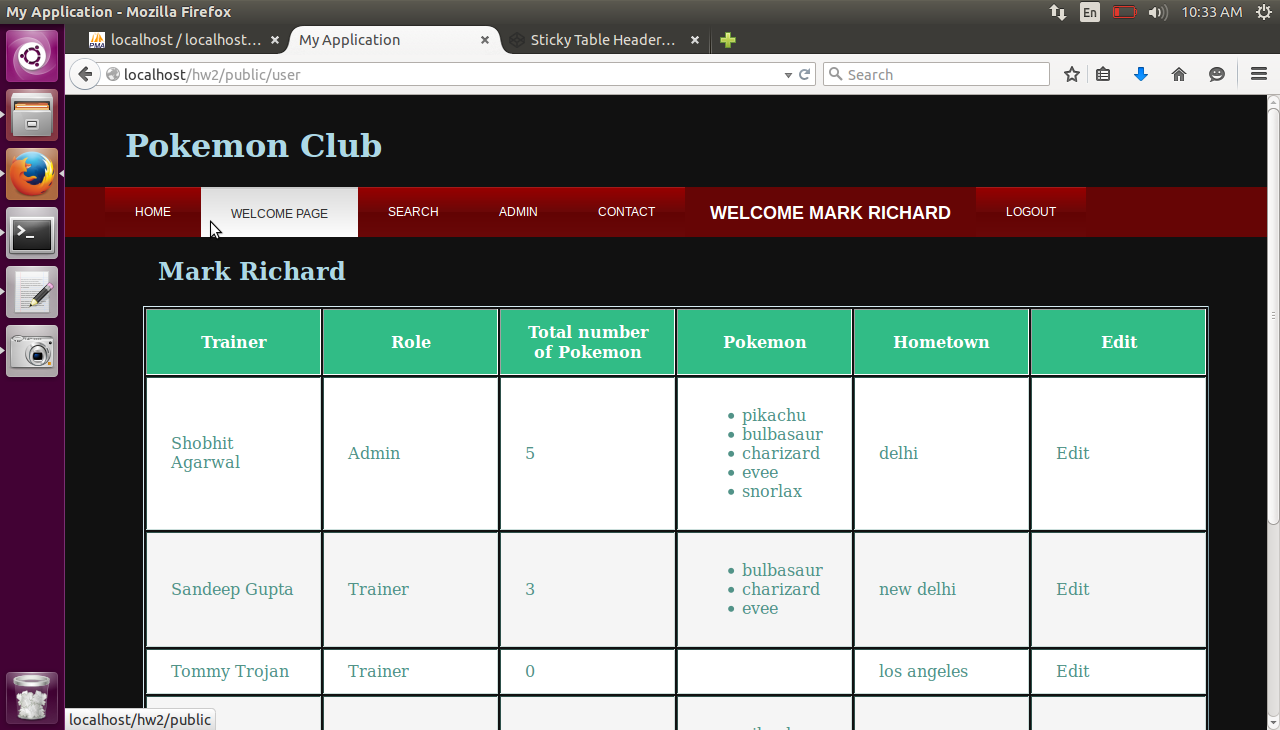 My Application - Mozilla Firefox
En
10:33 AM
localhost / localhost...
My Application
Sticky Table Header...
localhost/hw2/public/user
Search
Pokemon Club
HOME
WELCOME PAGE
SEARCH
ADMIN
CONTACT
WELCOME MARK RICHARD
LOGOUT
Mark Richard
Trainer
Role
Total number
of Pokemon
Pokemon
Hometown
Edit
Shobhit
Agarwal
Admin
5
pikachu
bulbasaur
charizard
evee
snorlax
delhi
Edit
Sandeep Gupta
Trainer
3
bulbasaur
charizard
evee
new delhi
Edit
Tommy Trojan
Trainer
0
los angeles
Edit
localhost/hw2/public